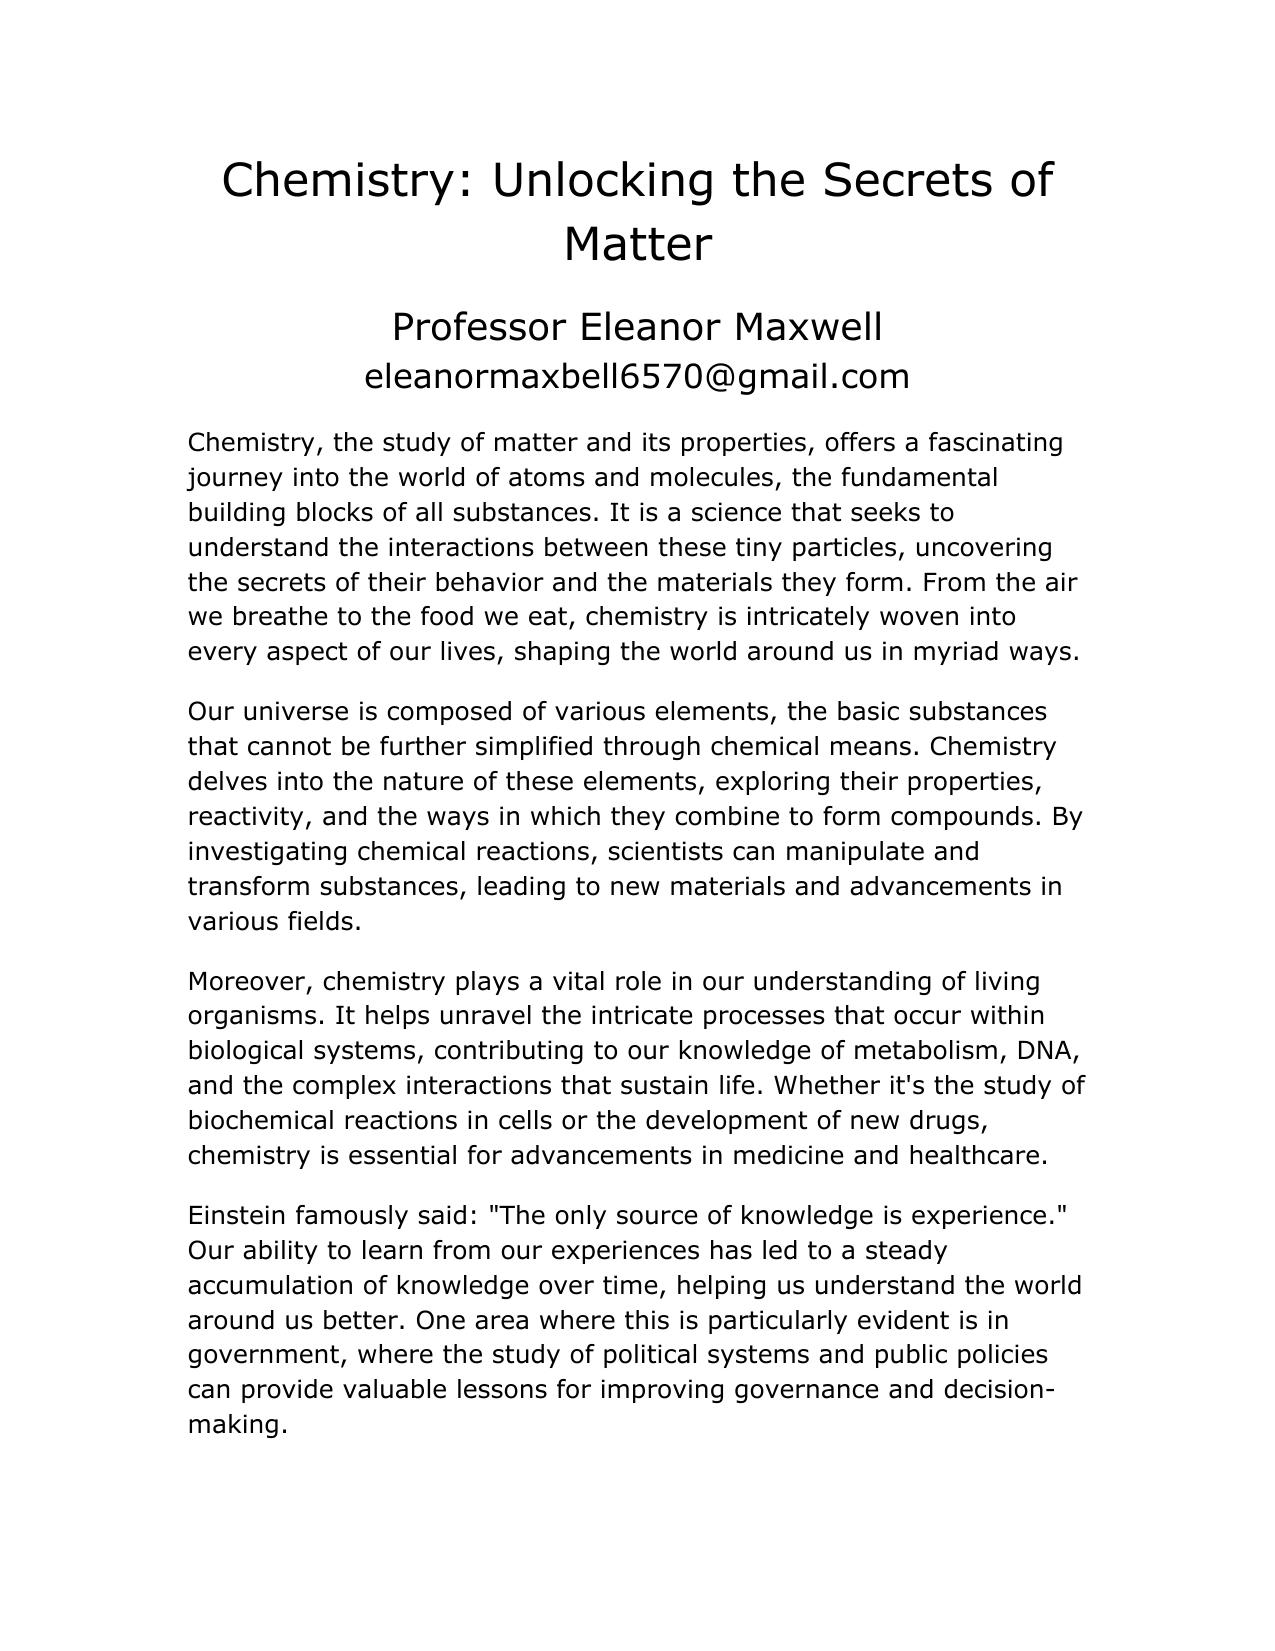 Chemistry: Unlocking the Secrets of
Matter
Professor Eleanor Maxwell
eleanormaxbell6570@gmail.com
Chemistry, the study of matter and its properties, offers a fascinating
journey into the world of atoms and molecules, the fundamental
building blocks of all substances. It is a science that seeks to
understand the interactions between these tiny particles, uncovering
the secrets of their behavior and the materials they form. From the air
we breathe to the food we eat, chemistry is intricately woven into
every aspect of our lives, shaping the world around us in myriad ways.
Our universe is composed of various elements, the basic substances
that cannot be further simplified through chemical means. Chemistry
delves into the nature of these elements, exploring their properties,
reactivity, and the ways in which they combine to form compounds. By
investigating chemical reactions, scientists can manipulate and
transform substances, leading to new materials and advancements in
various fields.
Moreover, chemistry plays a vital role in our understanding of living
organisms. It helps unravel the intricate processes that occur within
biological systems, contributing to our knowledge of metabolism, DNA,
and the complex interactions that sustain life. Whether it's the study of
biochemical reactions in cells or the development of new drugs,
chemistry is essential for advancements in medicine and healthcare.
Einstein famously said: "The only source of knowledge is experience."
Our ability to learn from our experiences has led to a steady
accumulation of knowledge over time, helping us understand the world
around us better. One area where this is particularly evident is in
government, where the study of political systems and public policies
can provide valuable lessons for improving governance and decision-
making.